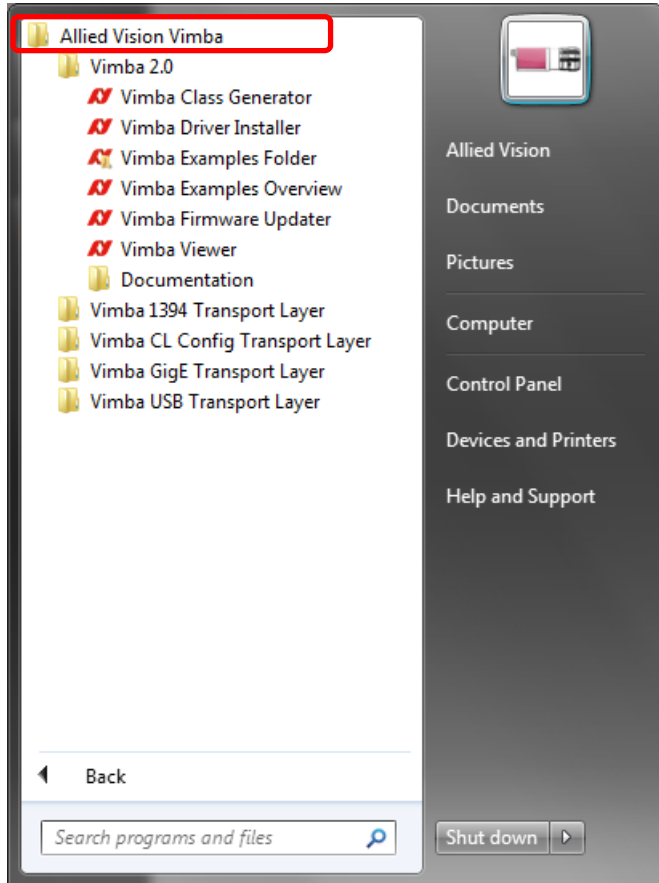 Allied Vision Vimba
Vimba 2.0
Vimba Class Generator
Vimba Driver Installer
Vimba Examples Folder
Vimba Examples Overview
Vimba Firmware Updater
Vimba Viewer
Documentation
Vimba 1394 Transport Layer
Vimba CL Config Transport Layer
Vimba GigE Transport Layer
Vimba USB Transport Layer
Back
Search programs and files
Allied Vision
Documents
Pictures
Computer
Control Panel
Devices and Printers
Help and Support
Shut down